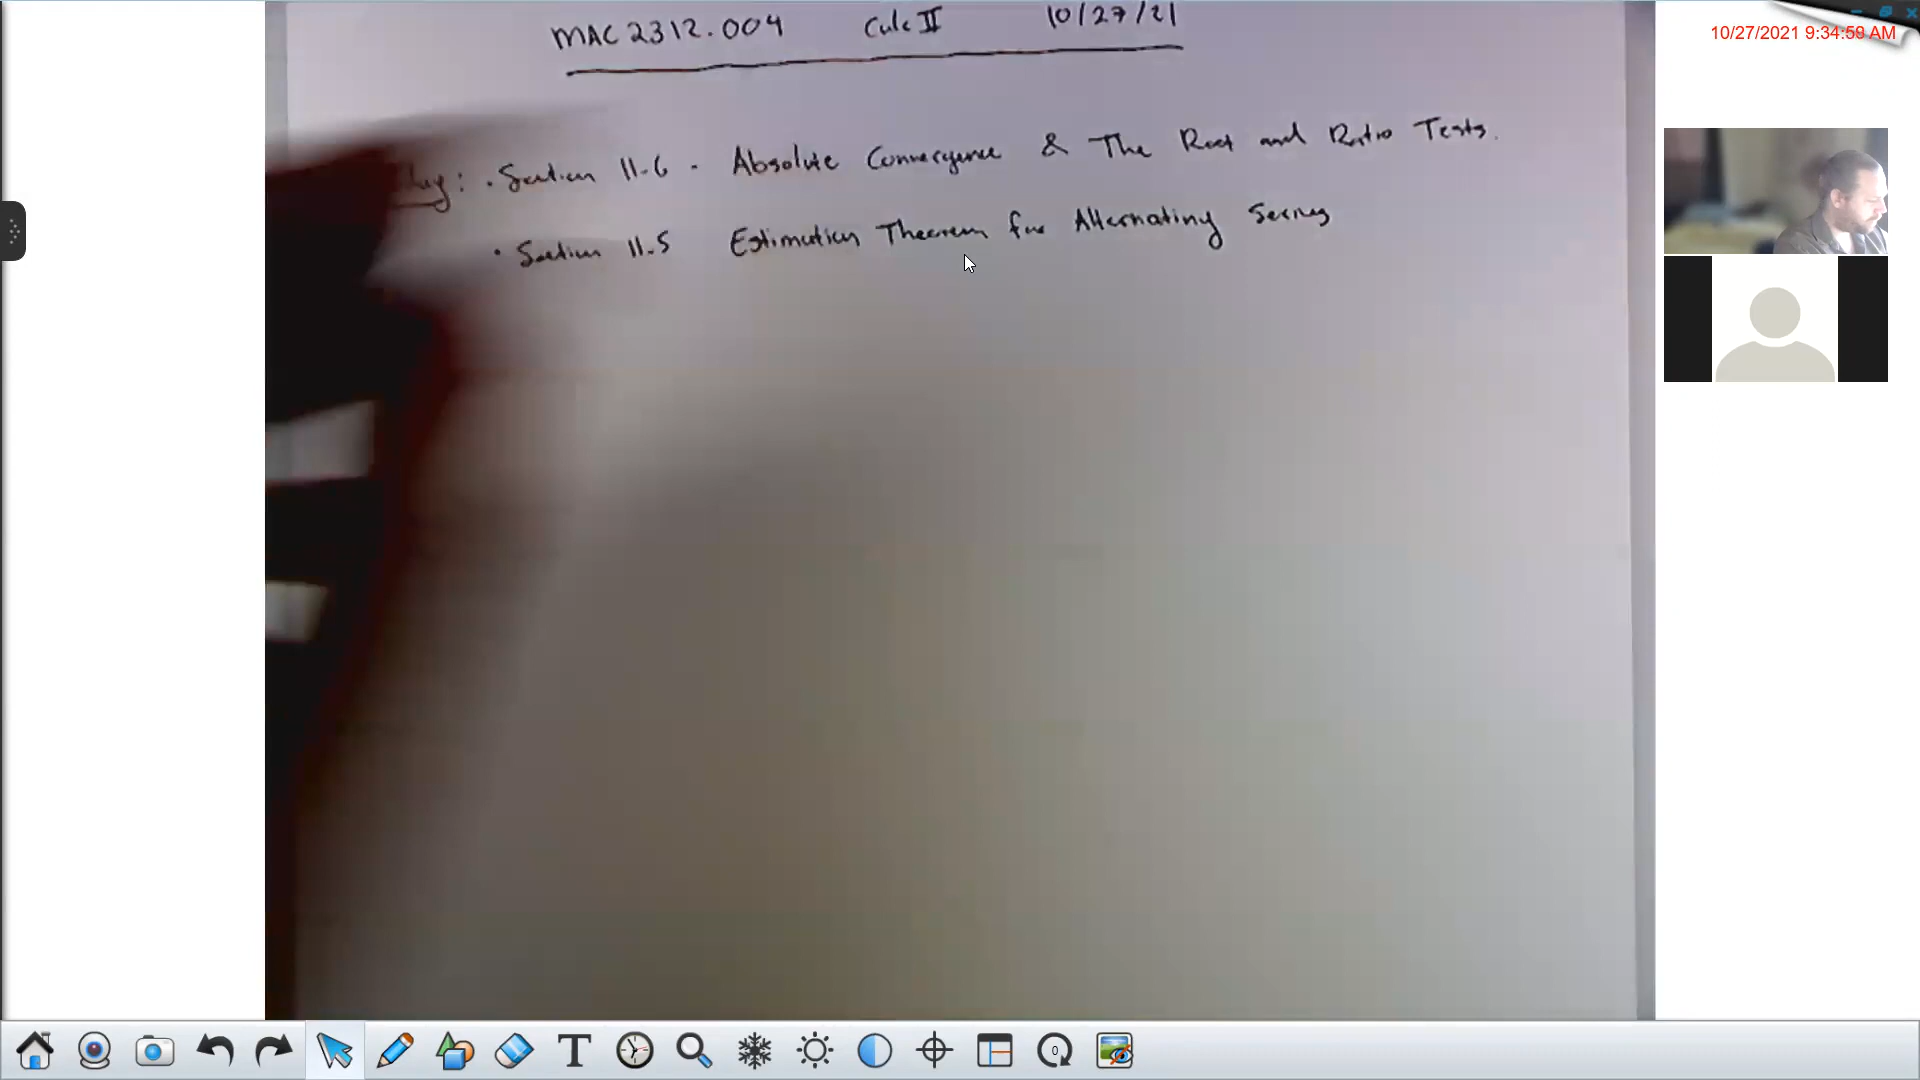 MAC 2312.004 Calc II 10/27/21
10/27/2021 9:34:59 AM
: · Section 11.6 - Absolute Convergence & The Root and Ratio Tests.
· Section 11.5 Estimation Theorem for Alternating Series
T
0